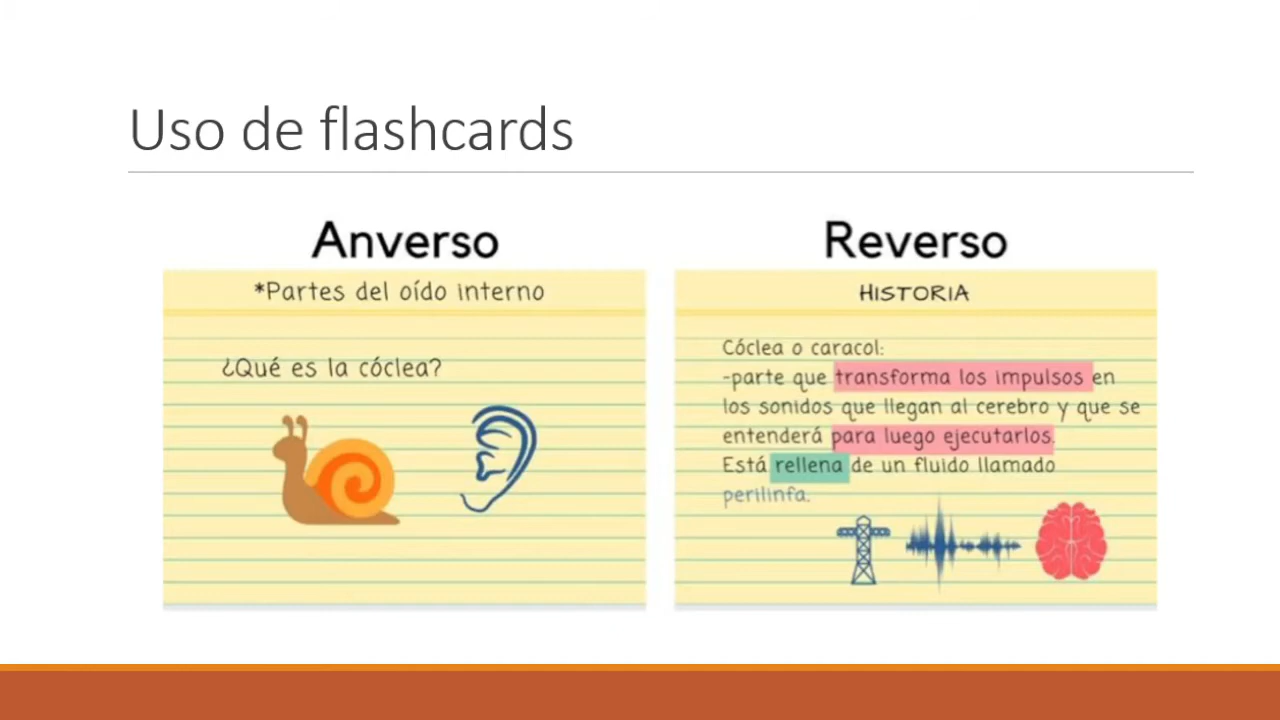 Uso de flashcards
Anverso
*Partes del oído interno
¿Qué es la cóclea?
Reverso
HISTORIA
Cóclea o caracol:
-parte que transforma los impulsos en
los sonidos que llegan al cerebro y que se
entenderá para luego ejecutarlos.
Está rellena de un fluido llamado
perilinfa.